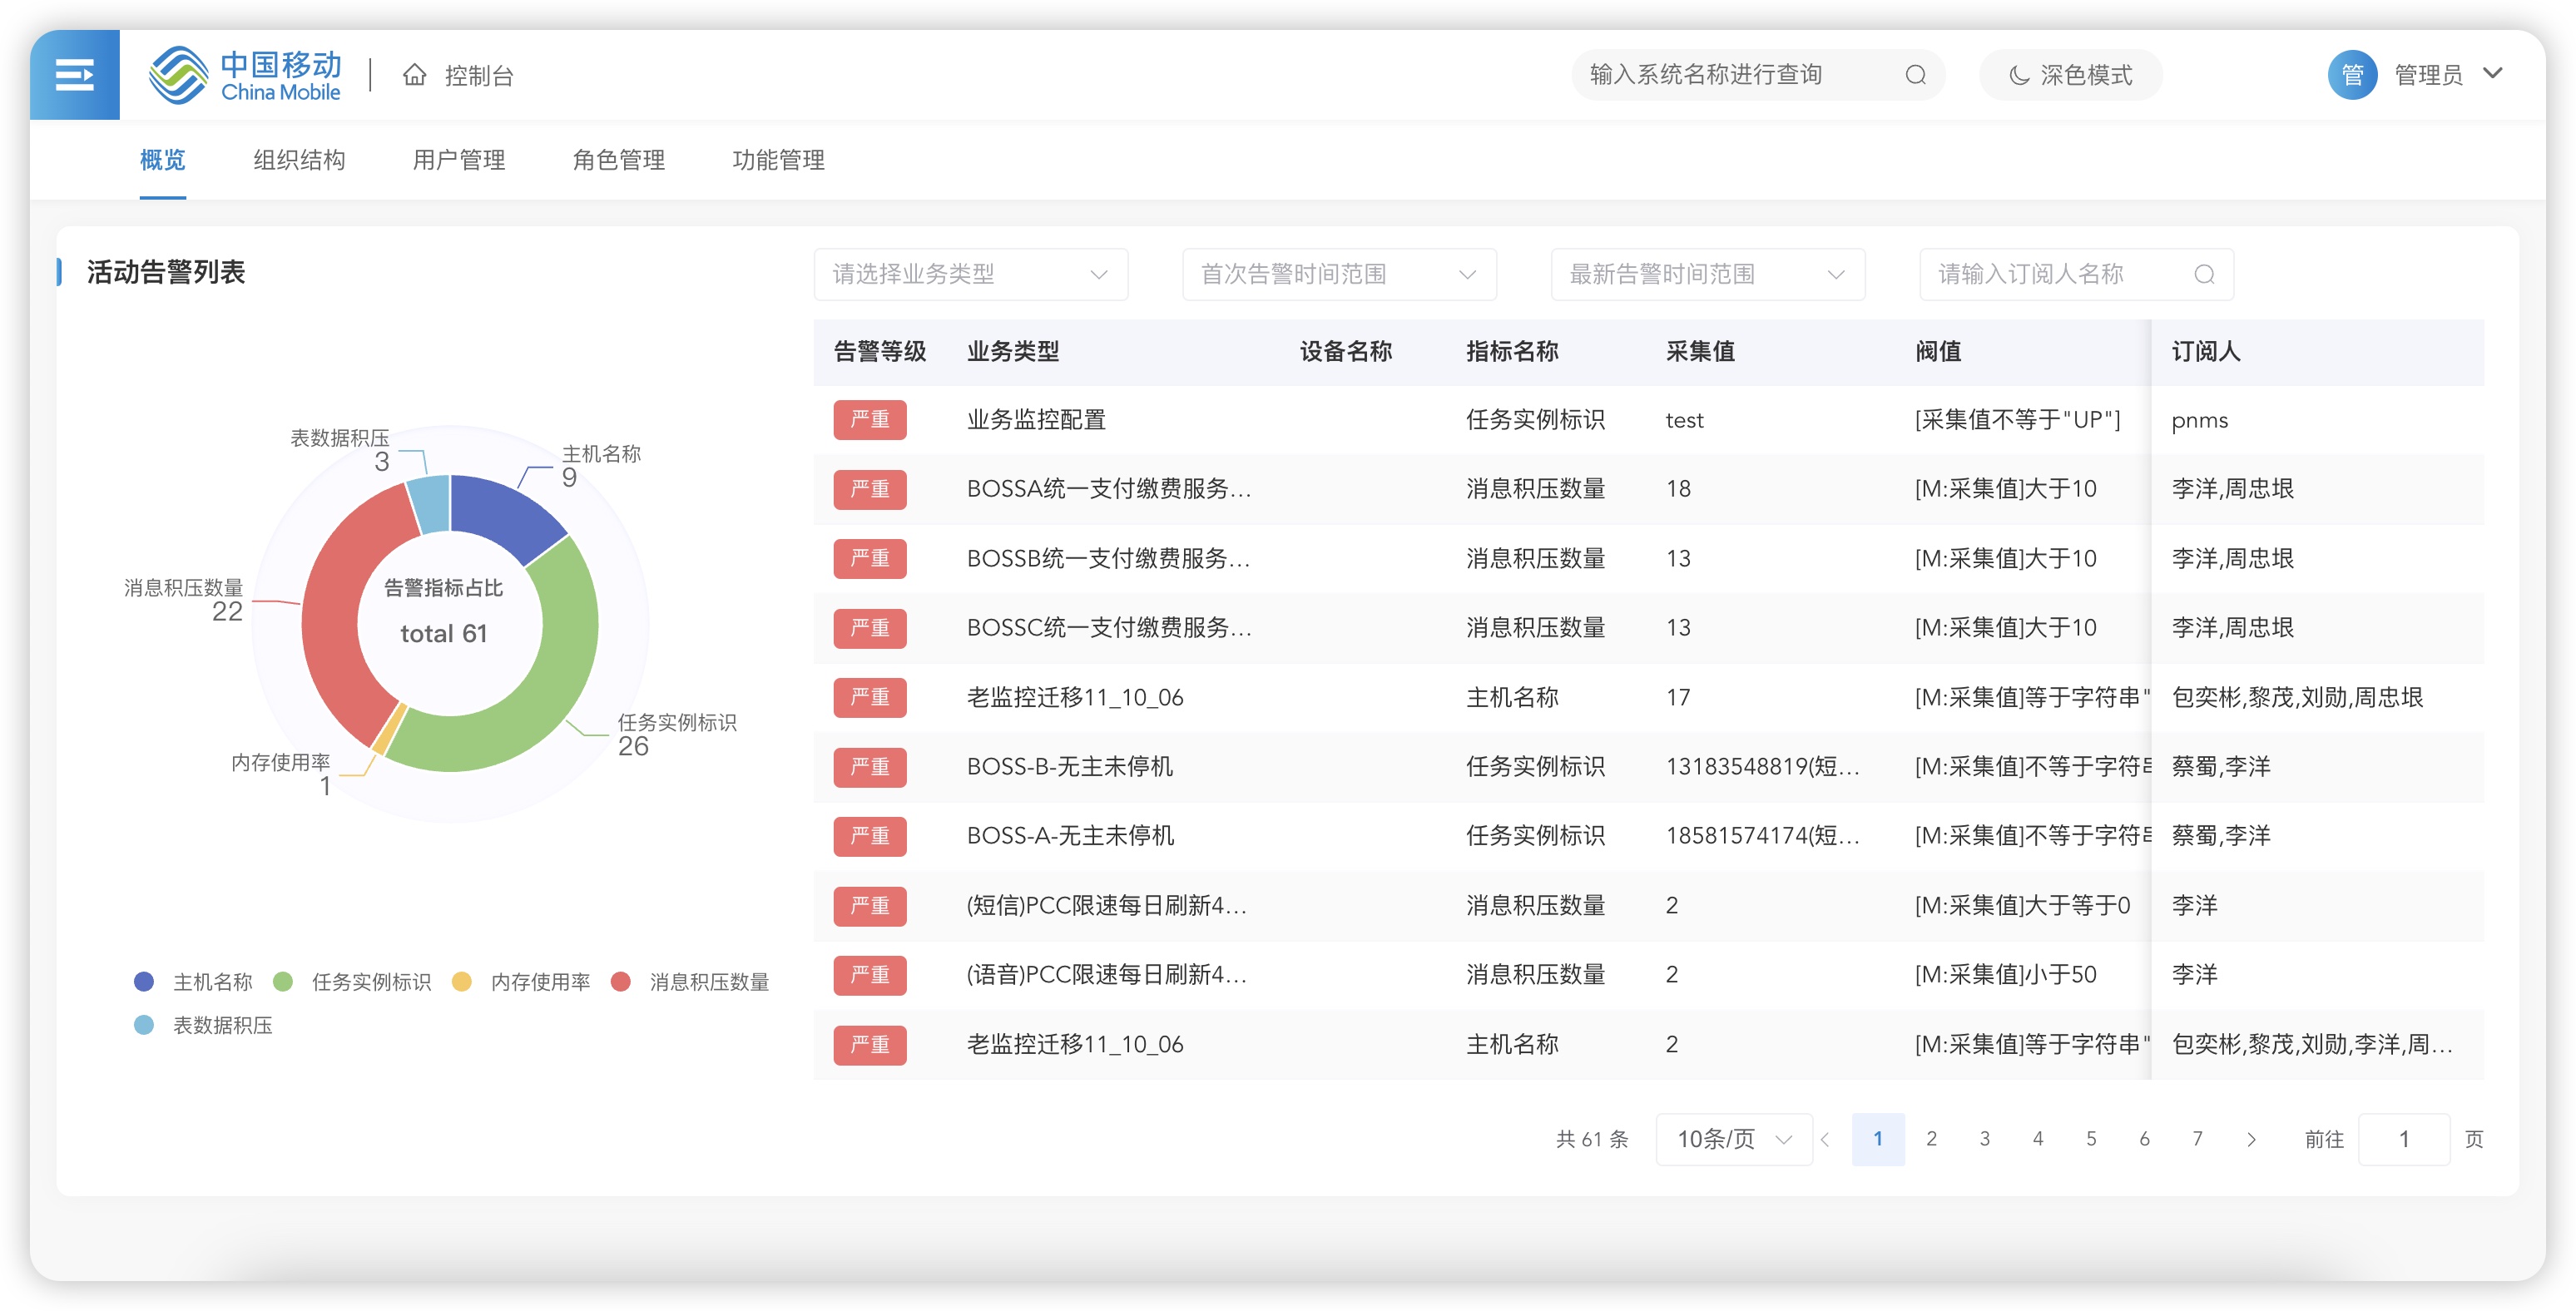 中国移动
China Mobile
控制台
输入系统名称进行查询
深色模式
管
管理员
概览
组织结构
用户管理
角色管理
功能管理
活动告警列表
请选择业务类型
首次告警时间范围
最新告警时间范围
请输入订阅人名称
表数据积压
3
主机名称
9
消息积压数量
22
告警指标占比
total 61
任务实例标识
26
内存使用率
1
主机名称 任务实例标识 内存使用率 消息积压数量
表数据积压
告警等级 业务类型 设备名称 指标名称 采集值 阀值 订阅人
严重 业务监控配置 任务实例标识 test [采集值不等于"UP"] pnms
严重 BOSSA统一支付缴费服务... 消息积压数量 18 [M:采集值]大于10 李洋,周忠垠
严重 BOSSB统一支付缴费服务... 消息积压数量 13 [M:采集值]大于10 李洋,周忠垠
严重 BOSSC统一支付缴费服务... 消息积压数量 13 [M:采集值]大于10 李洋,周忠垠
严重 老监控迁移11_10_06 主机名称 17 [M:采集值]等于字符串" 包奕彬,黎茂,刘勋,周忠垠
严重 BOSS-B-无主未停机 任务实例标识 13183548819(短... [M:采集值]不等于字符 蔡蜀,李洋
严重 BOSS-A-无主未停机 任务实例标识 18581574174(短... [M:采集值]不等于字符 蔡蜀,李洋
严重 (短信)PCC限速每日刷新4... 消息积压数量 2 [M:采集值]大于等于0 李洋
严重 (语音)PCC限速每日刷新4... 消息积压数量 2 [M:采集值]小于50 李洋
严重 老监控迁移11_10_06 主机名称 2 [M:采集值]等于字符串" 包奕彬,黎茂,刘勋,李洋,周...
共 61 条 10条/页 1 2 3 4 5 6 7 前往 1 页